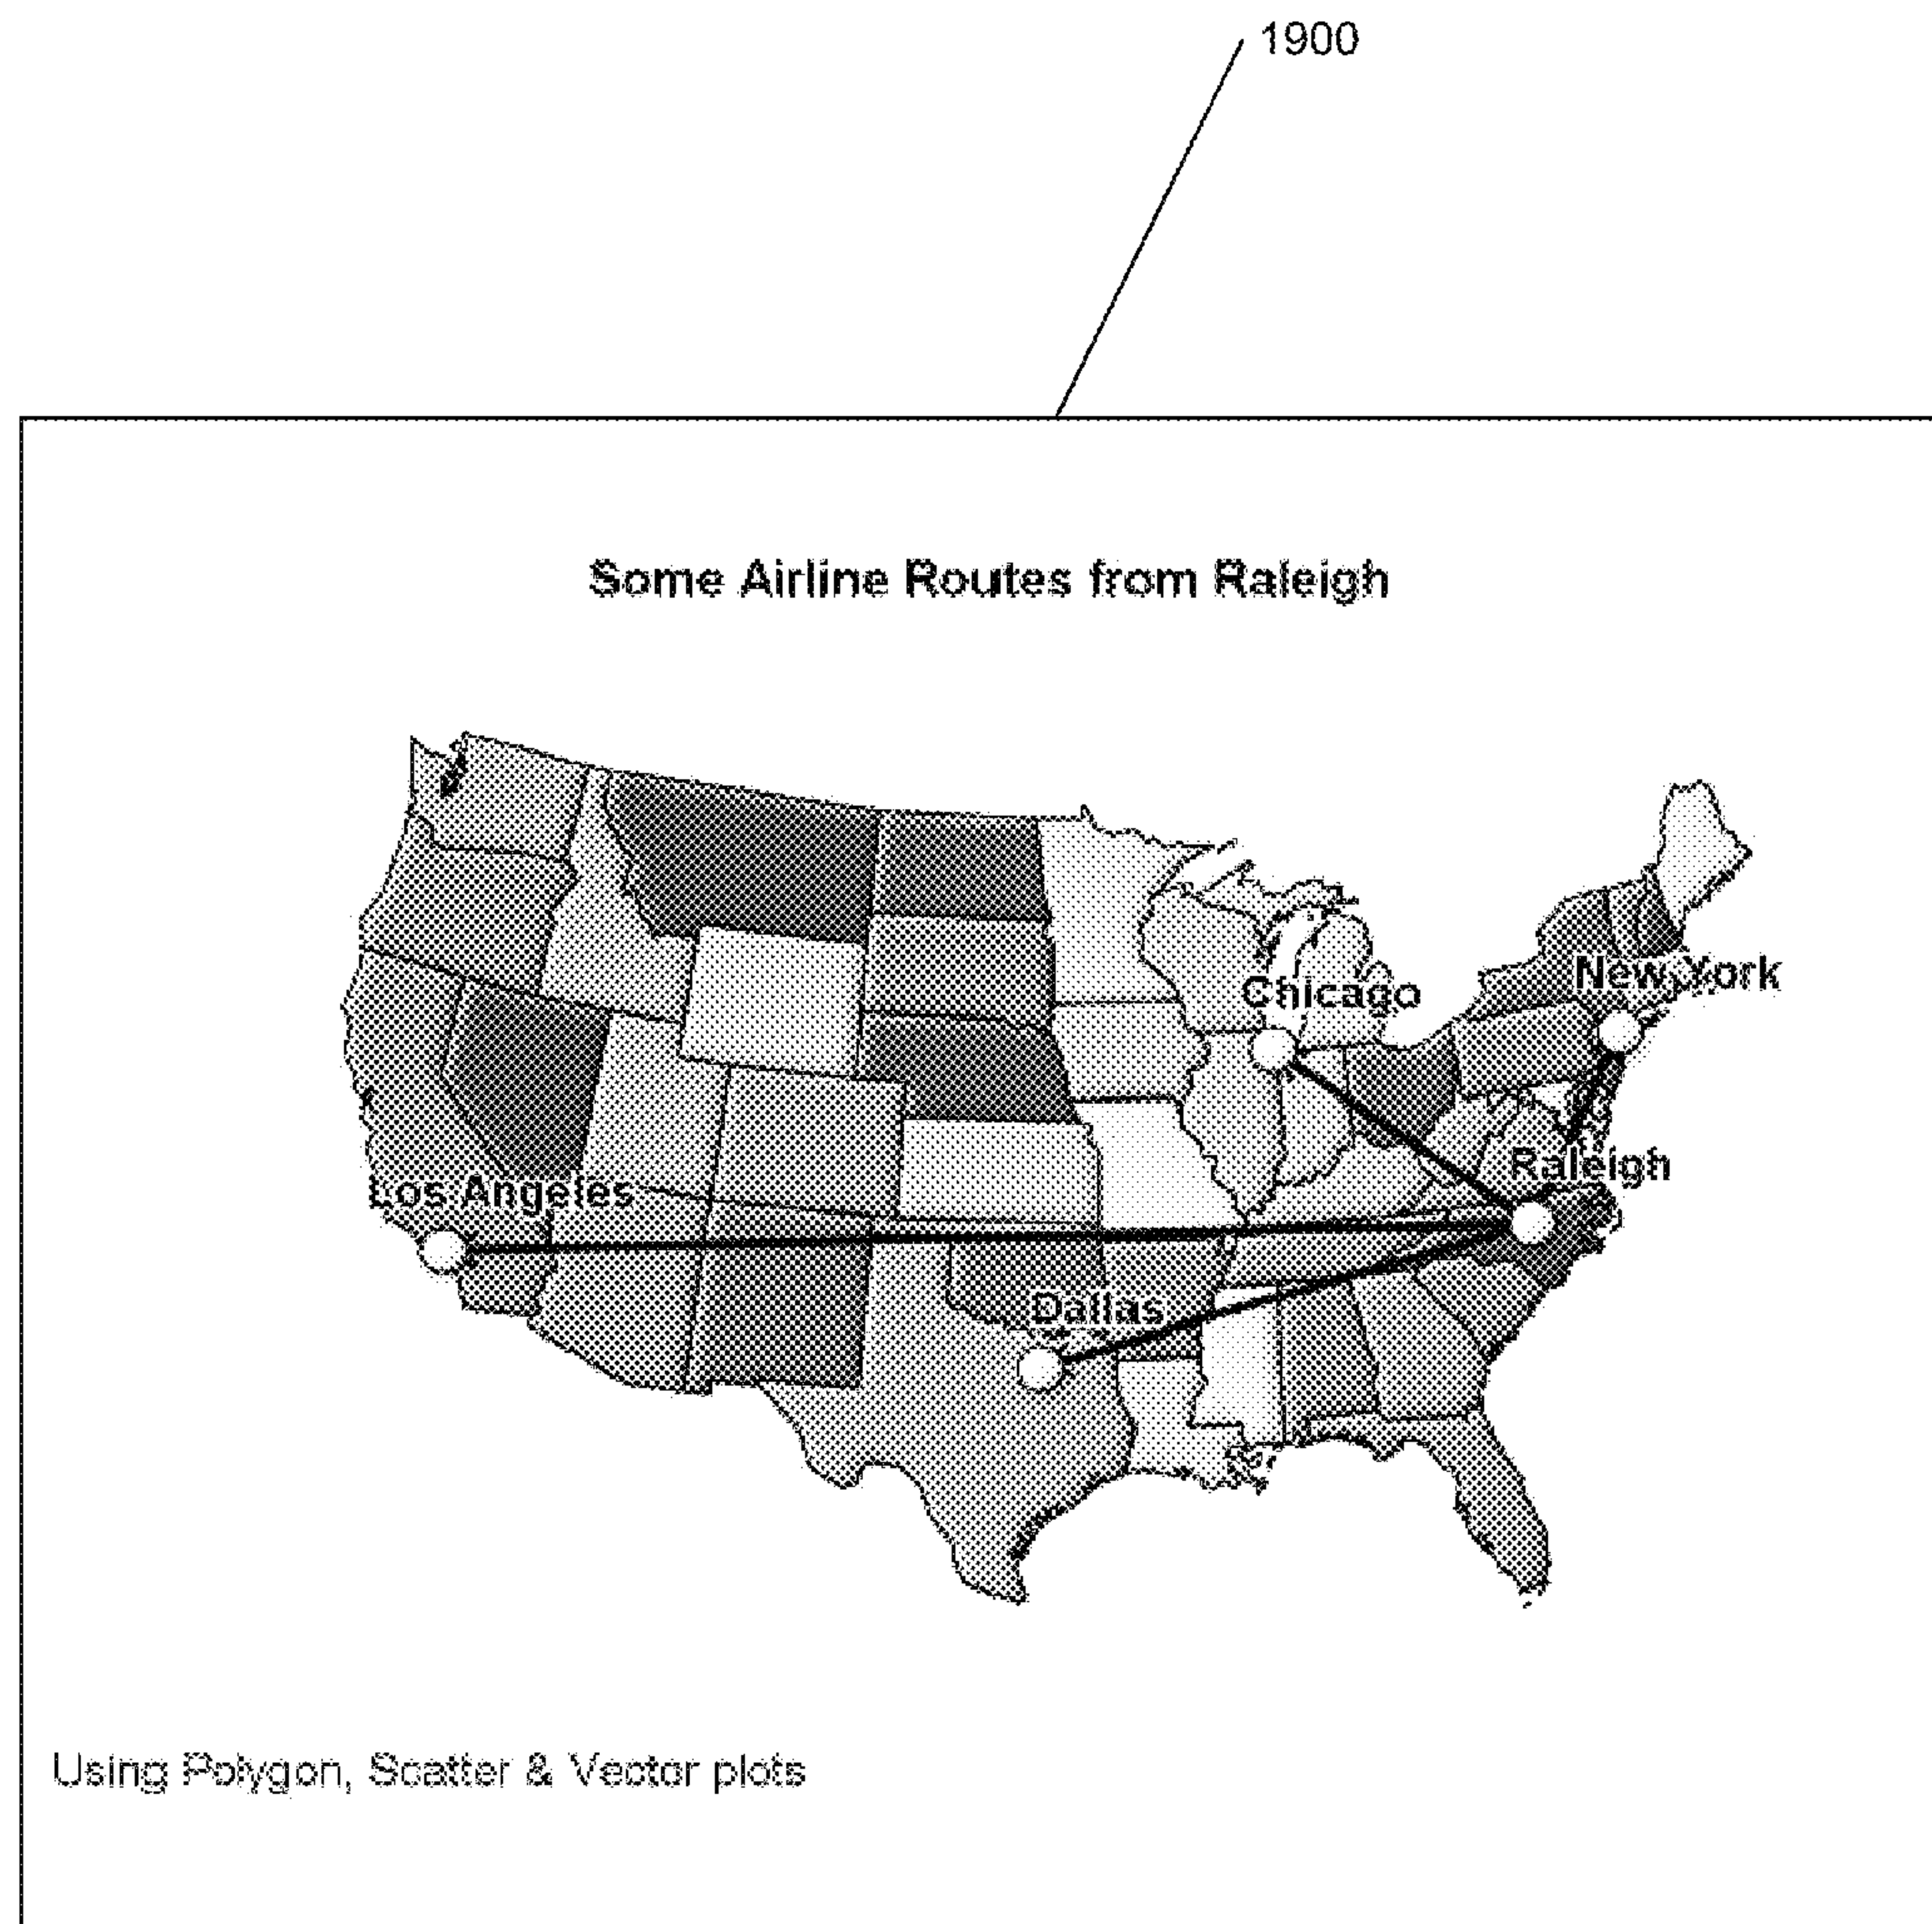 1900
Some Airline Routes from Raleigh
New York
Chicago
Raleigh
Los Angeles
Dallas
Using Polygon, Scatter & Vector plots